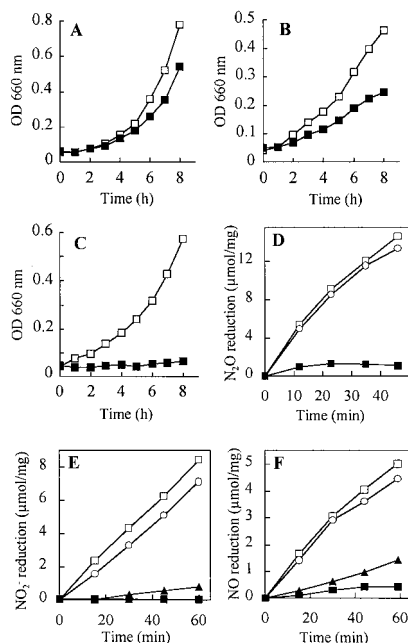 A
OD 660 nm
0.8
0.6
0.4
0.2
0
0 2 4 6 8
Time (h)
B
OD 660 nm
0.5
0.4
0.3
0.2
0.1
0
0 2 4 6 8
Time (h)
C
OD 660 nm
0.6
0.4
0.2
0
0 2 4 6 8
Time (h)
D
N₂O reduction (µmol/mg)
12
8
4
0
0 20 40
Time (min)
E
NO₂⁻ reduction (µmol/mg)
8
6
4
2
0
0 20 40 60
Time (min)
F
NO reduction (µmol/mg)
5
4
3
2
1
0
0 20 40 60
Time (min)